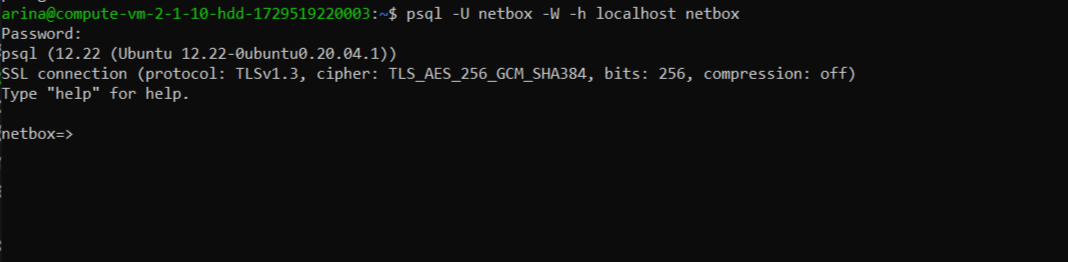 arina@compute-vm-2-1-10-hdd-1729519220003:~$ psql -U netbox -W -h localhost netbox
Password:
psql (12.22 (Ubuntu 12.22-0ubuntu0.20.04.1))
SSL connection (protocol: TLSv1.3, cipher: TLS_AES_256_GCM_SHA384, bits: 256, compression: off)
Type "help" for help.
netbox=>